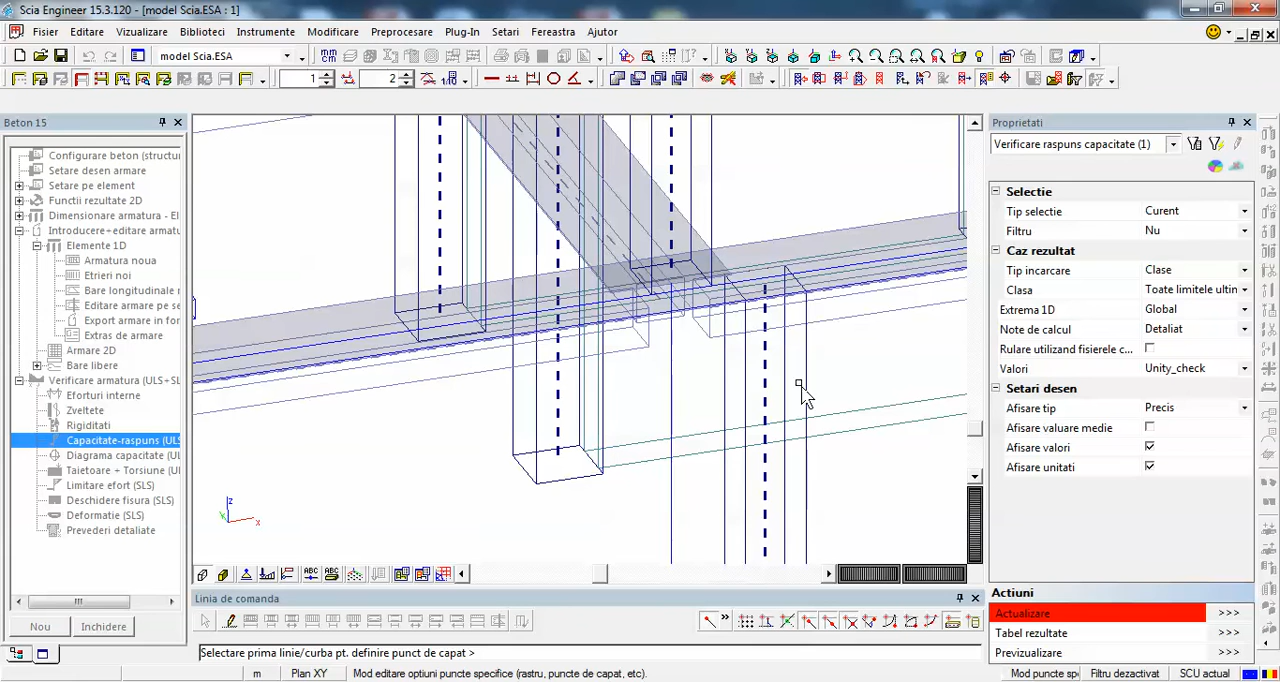 Scia Engineer 15.3.120 - [model Scia.ESA : 1]
Fisier Editare Vizualizare Biblioteci Instrumente Modificare Preprocesare Plug-In Setari Fereastra Ajutor
model Scia.ESA
1 2
Beton 15
Configurare beton (structu
Setare desen armare
Setare pe element
Functii rezultate 2D
Dimensionare armatura - El
Introducere+editare armatu
Elemente 1D
Armatura noua
Etrieri noi
Bare longitudinale n
Editare armare pe se
Export armare in for
Extras de armare
Armare 2D
Bare libere
Verificare armatura (ULS+SL
Eforturi interne
Zveltete
Rigiditati
Capacitate-raspuns (ULS
Diagrama capacitate (UL
Taietoare + Torsiune (UL
Limitare efort (SLS)
Deschidere fisura (SLS)
Deformatie (SLS)
Prevederi detaliate
Nou Inchidere
z
Y
x
ABC
ABC
Linia de comanda
Selectare prima linie/curba pt. definire punct de capat >
Proprietati
Verificare raspuns capacitate (1)
Selectie
Tip selectie Curent
Filtru Nu
Caz rezultat
Tip incarcare Clase
Clasa Toate limitele ultin
Extrema 1D Global
Note de calcul Detaliat
Rulare utilizand fisierele c...
Valori Unity_check
Setari desen
Afisare tip Precis
Afisare valuare medie
Afisare valori
Afisare unitati
Actiuni
Actualizare >>>
Tabel rezultate >>>
Previzualizare >>>
m Plan XY Mod editare optiuni puncte specifice (rastru, puncte de capat, etc). Mod puncte spe Filtru dezactivat SCU actual